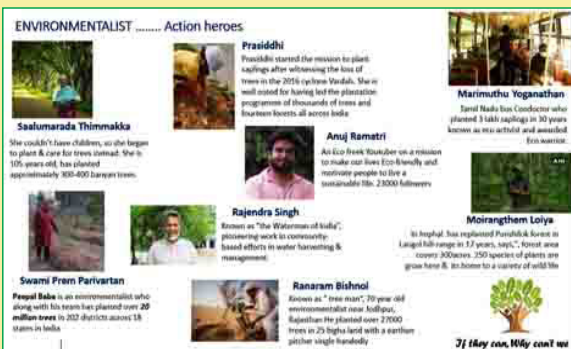 ENVIRONMENTALIST ........ Action heroes
Saalumarada Thimmakka
She couldn't have children, so she began
to plant & care for trees instead. She is
105 years old, has planted
approximately 300-400 banyan trees.
Prasiddhi
Prasiddhi started the mission to plant
saplings after witnessing the loss of
trees in the 2016 cyclone Vardah. She is
well noted for having led the plantation
programme of thousands of trees and
fourteen forests all across India
Marimuthu Yoganathan
Tamil Nadu bus Conductor who
planted 3 lakh saplings in 30 years
known as eco activist and awarded
Eco warrior.
Anuj Ramatri
An Eco freek Youtuber on a mission
to make our lives Eco-friendly and
motivate people to live a
sustainable life. 23000 followers
Rajendra Singh
Known as "the Waterman of India",
pioneering work in community-
based efforts in water harvesting &
management.
Moirangthem Loiya
In Imphal. has replanted Punshilok forest in
Langol hill range in 17 years, says,", forest area
covers 300acres. 250 species of plants are
grow here & its home to a variety of wild life
Swami Prem Parivartan
Peepal Baba is an environmentalist who
along with his team has planted over 20
million trees in 202 districts across 18
states in India
Ranaram Bishnoi
Known as " tree man", 70 year old
environmentalist near Jodhpur,
Rajasthan He planted over 27000
trees in 25 bigha land with a earthen
pitcher single handedly
If they can, Why can't we